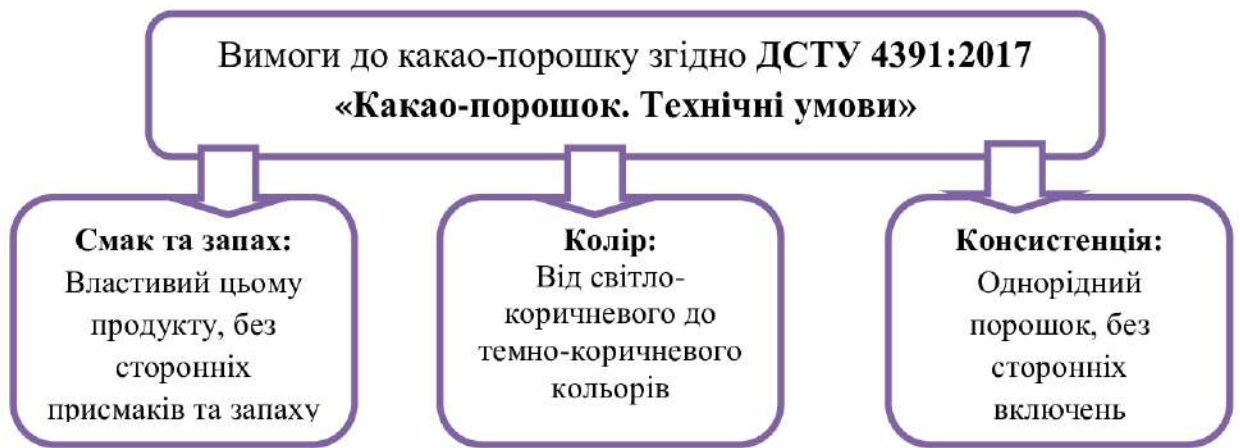 Вимоги до какао-порошку згідно ДСТУ 4391:2017
«Какао-порошок. Технічні умови»
Смак та запах:
Властивий цьому
продукту, без
сторонніх
присмаків та запаху
Колір:
Від світло-
коричневого до
темно-коричневого
кольорів
Консистенція:
Однорідний
порошок, без
сторонніх
включень